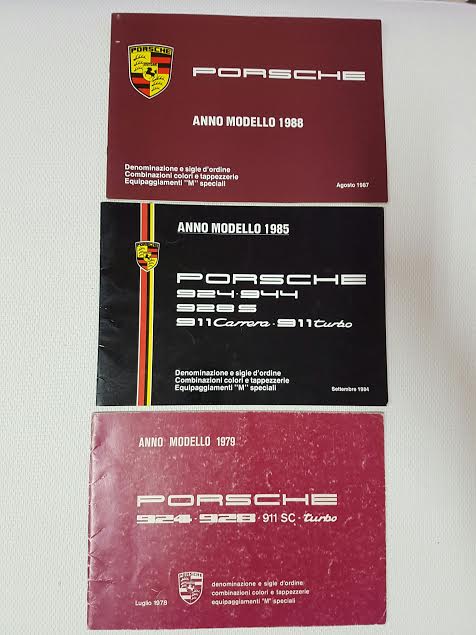 PORSCHE
PORSCHE
ANNO MODELLO 1988
Denominazione e sigle d'ordine
Combinazioni colori e tappezzerie
Equipaggiamenti "M" speciali
Agosto 1987
ANNO MODELLO 1985
PORSCHE
924·944
928 S
911 Carrera · 911 turbo
Denominazione e sigle d'ordine
Combinazioni colori e tappezzerie
Equipaggiamenti "M" speciali
Settembre 1984
ANNO MODELLO 1979
PORSCHE
924·928·911 SC·turbo
Luglio 1978
denominazione e sigle d'ordine
combinazioni colori e tappezzerie
equipaggiamenti "M" speciali